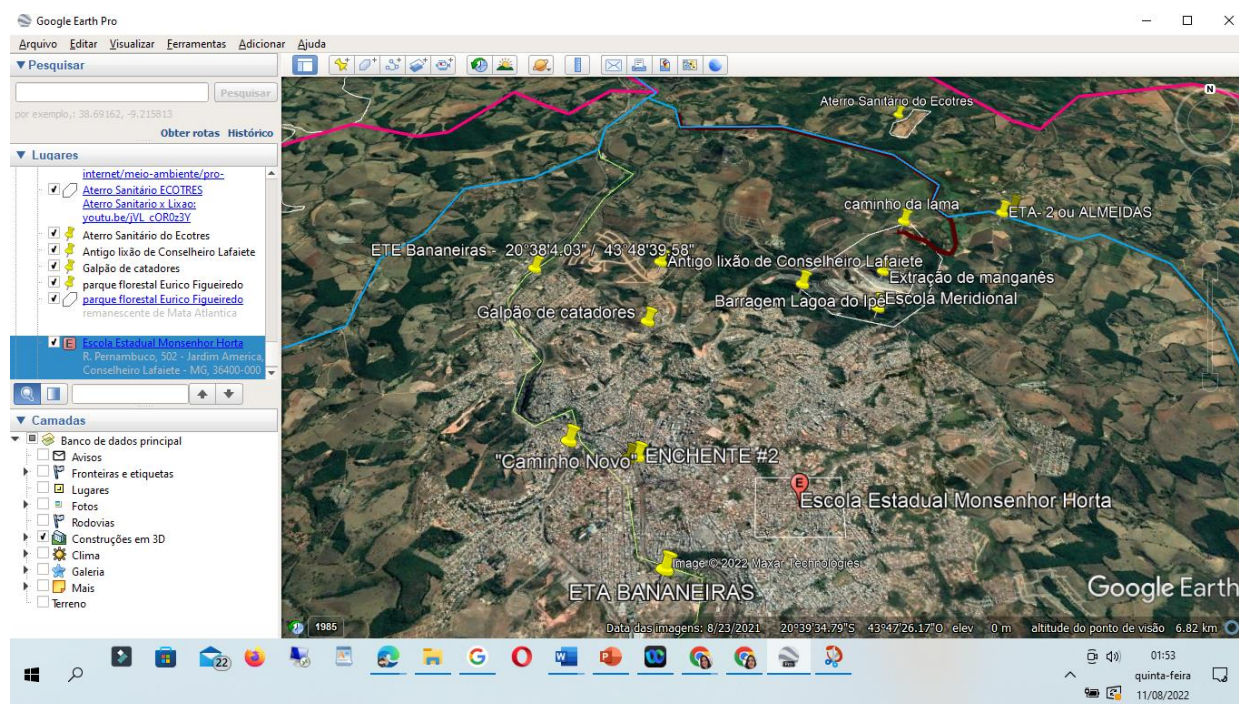 Google Earth Pro
Arquivo Editar Visualizar Ferramentas Adicionar Ajuda
▼ Pesquisar
Pesquisar
por exemplo,: 38.69162, -9.215813
Obter rotas Histórico
▼ Lugares
internet/meio-ambiente/pro-
Aterro Sanitário ECOTRES
Aterro Sanitario x Lixao:
youtu.be/jVL_cOR0z3Y
Aterro Sanitário do Ecotres
Antigo lixão de Conselheiro Lafaiete
Galpão de catadores
parque florestal Eurico Figueiredo
parque florestal Eurico Figueiredo
remanescente de Mata Atlantica
E Escola Estadual Monsenhor Horta
R. Pernambuco, 502 - Jardim America,
Conselheiro Lafaiete - MG, 36400-000
▼ Camadas
Banco de dados principal
Avisos
Fronteiras e etiquetas
Lugares
Fotos
Rodovias
Construções em 3D
Clima
Galeria
Mais
Terreno
N
Aterro Sanitário do Ecotres
caminho da lama
ETA- 2 ou ALMEIDAS
ETE Bananeiras - 20°38'4.03" / 43°48'39.58"
Antigo lixão de Conselheiro Lafaiete
Extração de manganês
Barragem Lagoa do Ipê
Escola Meridional
Galpão de catadores
"Caminho Novo"
ENCHENTE #2
E
Escola Estadual Monsenhor Horta
Image © 2022 Maxar Technologies
ETA BANANEIRAS
Google Earth
1985
Data das imagens: 8/23/2021 20°39'34.79"S 43°47'26.17"O elev 0 m altitude do ponto de visão 6.82 km
22
01:53
quinta-feira
11/08/2022